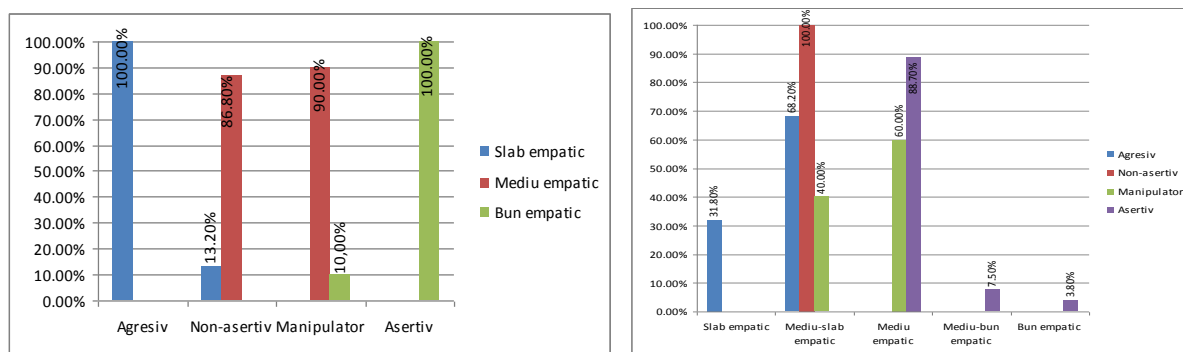 100.00%
90.00%
80.00%
70.00%
60.00%
50.00%
40.00%
30.00%
20.00%
10.00%
0.00%
100.00%
13.20%
86.80%
90.00%
10,00%
100.00%
Agresiv Non-asertiv Manipulator Asertiv
Slab empatic
Mediu empatic
Bun empatic
100.00%
90.00%
80.00%
70.00%
60.00%
50.00%
40.00%
30.00%
20.00%
10.00%
0.00%
31.80%
68.20%
100.00%
40.00%
60.00%
88.70%
7.50%
3.80%
Slab empatic
Mediu-slab
empatic
Mediu
empatic
Mediu-bun
empatic
Bun empatic
Agresiv
Non-asertiv
Manipulator
Asertiv